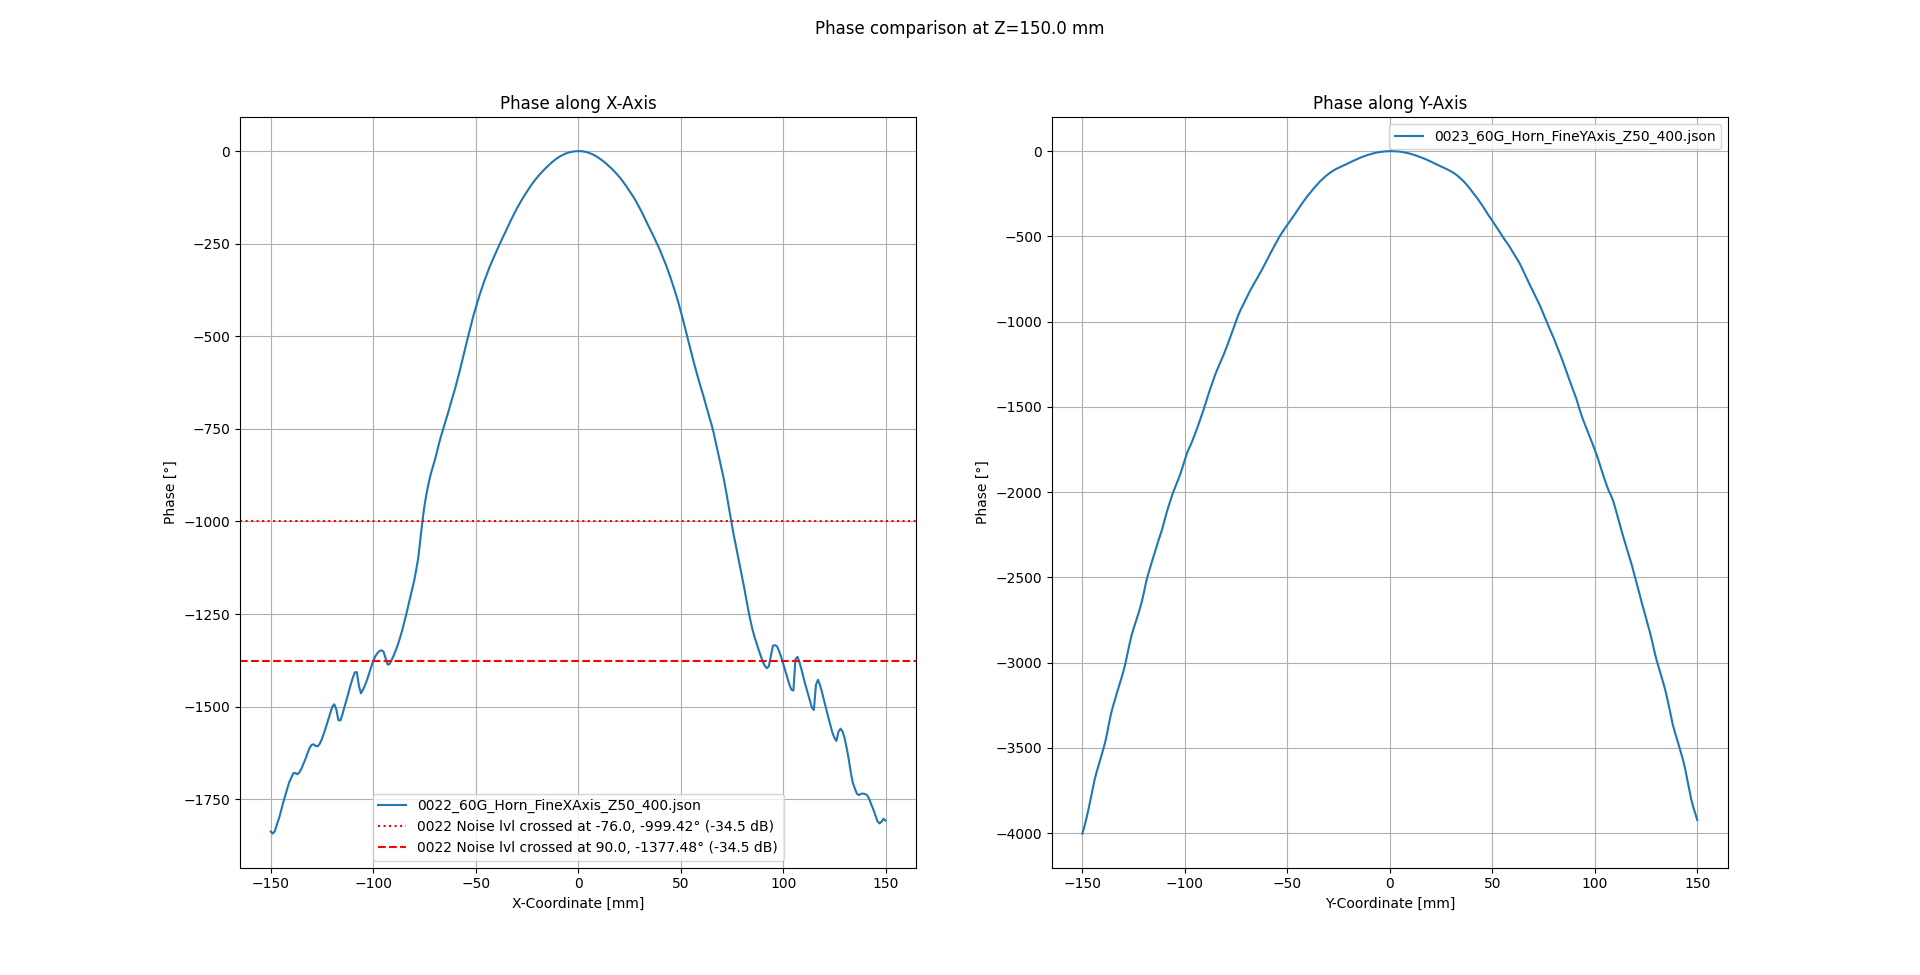 Phase comparison at Z=150.0 mm
Phase along X-Axis
0
−250
−500
−750
−1000
−1250
−1500
−1750
Phase [°]
0022_60G_Horn_FineXAxis_Z50_400.json
0022 Noise lvl crossed at -76.0, -999.42° (-34.5 dB)
0022 Noise lvl crossed at 90.0, -1377.48° (-34.5 dB)
−150 −100 −50 0 50 100 150
X-Coordinate [mm]
Phase along Y-Axis
0023_60G_Horn_FineYAxis_Z50_400.json
0
−500
−1000
−1500
−2000
−2500
−3000
−3500
−4000
Phase [°]
−150 −100 −50 0 50 100 150
Y-Coordinate [mm]